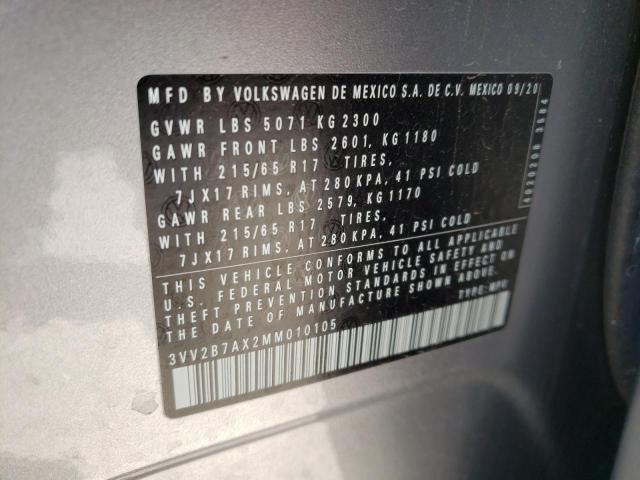 MFD BY VOLKSWAGEN DE MEXICO S.A. DE C.V. MEXICO 09/20
GVWR LBS 5071 KG 2300
GAWR FRONT LBS 2601, KG 1180
WITH 215/65 R17 TIRES,
7JX17 RIMS, AT 280 KPA, 41 PSI COLD
GAWR REAR LBS 2579, KG 1170
WITH 215/65 R17 TIRES,
7JX17 RIMS, AT 280 KPA, 41 PSI COLD
THIS VEHICLE CONFORMS TO ALL APPLICABLE
U.S. FEDERAL MOTOR VEHICLE SAFETY AND
THEFT PREVENTION STANDARDS IN EFFECT ON
THE DATE OF MANUFACTURE SHOWN ABOVE.
3VV2B7AX2MM010105 TYPE: MPV